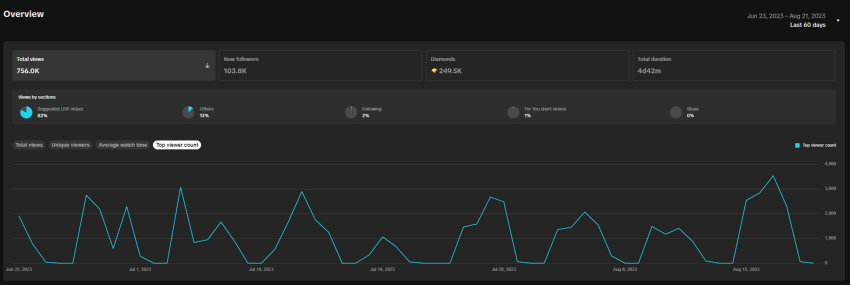 Overview
Jun 23, 2023 - Aug 21, 2023
Last 60 days
Total views
756.0K
New followers
103.8K
Diamonds
249.5K
Total duration
4d42m
Views by sections
Suggested LIVE videos
82%
Others
13%
Following
2%
For You short videos
1%
Share
0%
Total views
Unique viewers
Average watch time
Top viewer count
Top viewer count
4,000
3,000
2,000
1,000
0
Jun 22, 2023
Jul 1, 2023
Jul 10, 2023
Jul 19, 2023
Jul 28, 2023
Aug 6, 2023
Aug 15, 2023